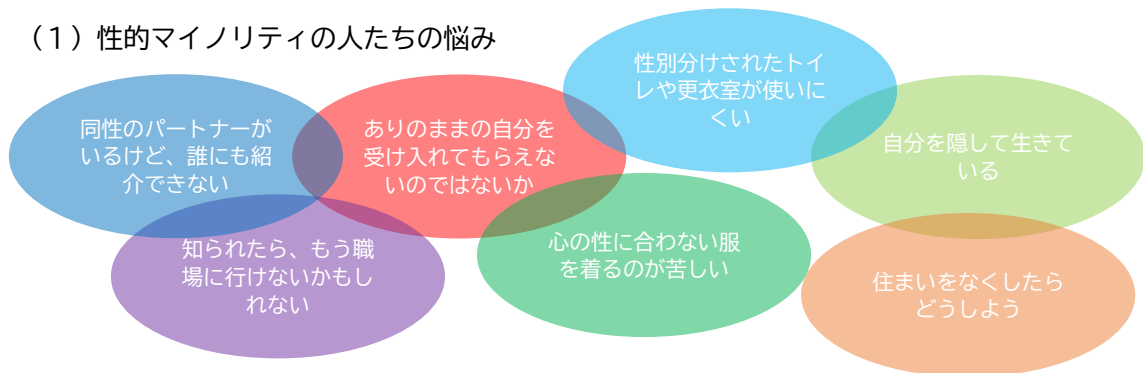 （１）性的マイノリティの人たちの悩み
同性のパートナーが
いるけど、誰にも紹
介できない
ありのままの自分を
受け入れてもらえな
いのではないか
性別分けされたトイ
レや更衣室が使いに
くい
自分を隠して生きて
いる
知られたら、もう職
場に行けないかもし
れない
心の性に合わない服
を着るのが苦しい
住まいをなくしたら
どうしよう